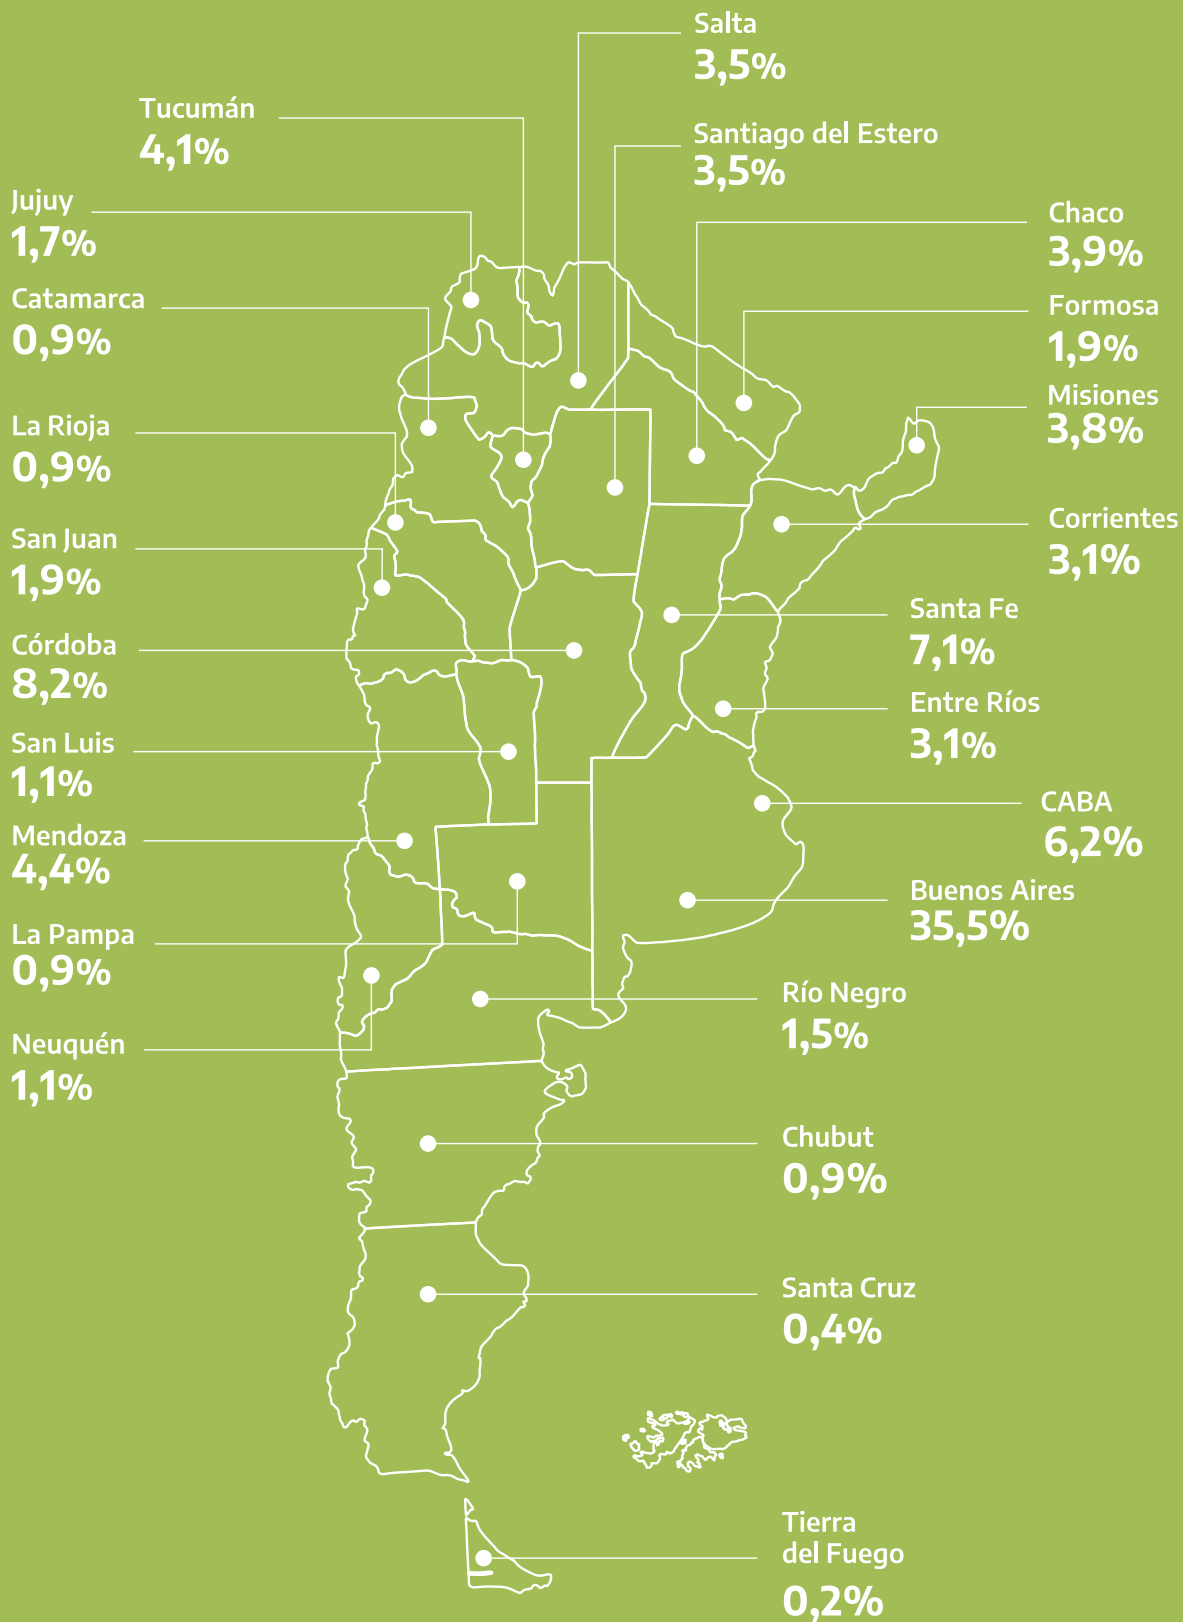 Salta
3,5%
Tucumán
4,1%
Santiago del Estero
3,5%
Jujuy
1,7%
Chaco
3,9%
Catamarca
0,9%
Formosa
1,9%
Misiones
3,8%
La Rioja
0,9%
Corrientes
3,1%
San Juan
1,9%
Santa Fe
7,1%
Córdoba
8,2%
Entre Ríos
3,1%
San Luis
1,1%
CABA
6,2%
Mendoza
4,4%
Buenos Aires
35,5%
La Pampa
0,9%
Río Negro
1,5%
Neuquén
1,1%
Chubut
0,9%
Santa Cruz
0,4%
Tierra
del Fuego
0,2%